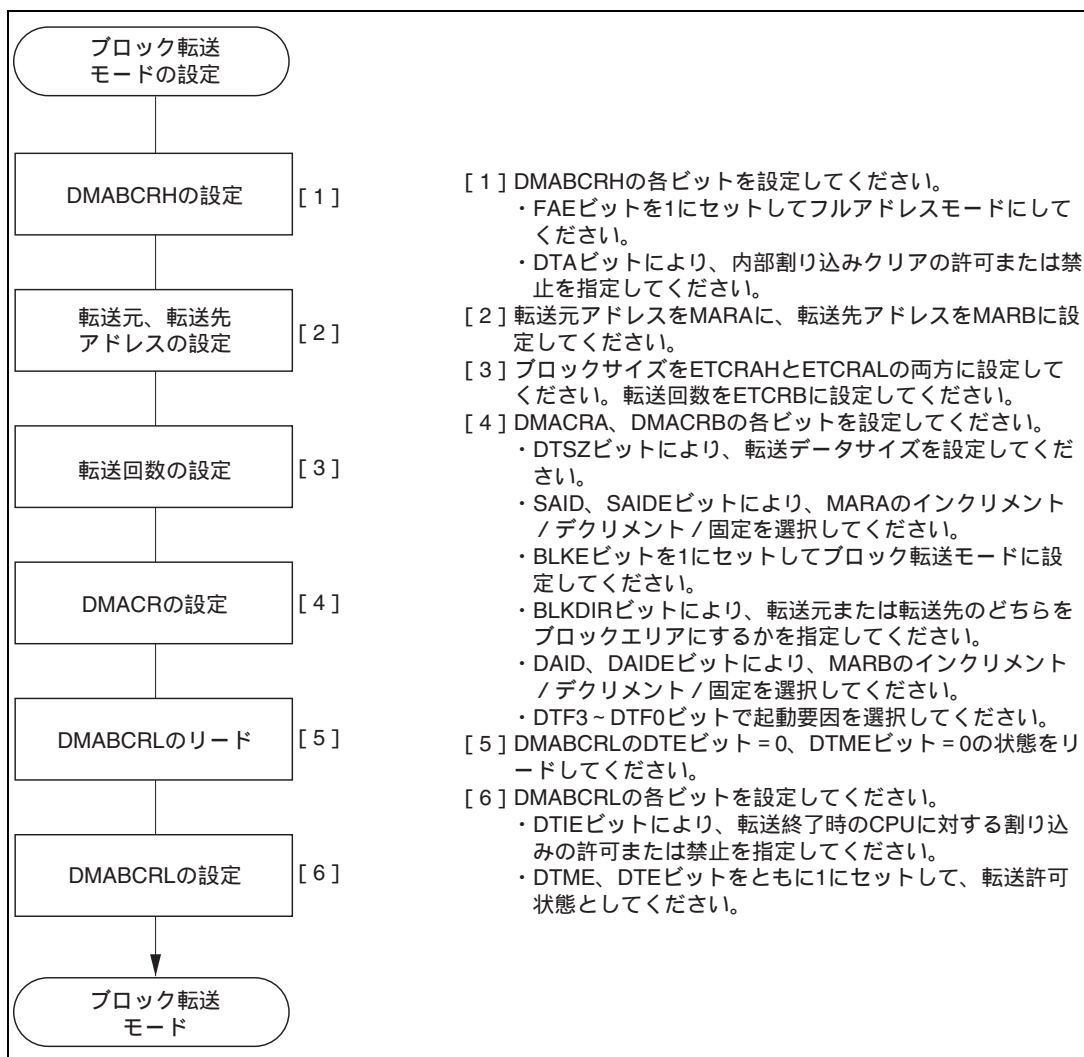 ブロック転送
モードの設定
DMABCRHの設定
[ 1 ]
転送元、転送先
アドレスの設定
[ 2 ]
転送回数の設定
[ 3 ]
DMACRの設定
[ 4 ]
DMABCRLのリード
[ 5 ]
DMABCRLの設定
[ 6 ]
ブロック転送
モード
[ 1 ] DMABCRHの各ビットを設定してください。
・FAEビットを1にセットしてフルアドレスモードにして
ください。
・DTAビットにより、内部割り込みクリアの許可または禁
止を指定してください。
[ 2 ] 転送元アドレスをMARAに、転送先アドレスをMARBに設
定してください。
[ 3 ] ブロックサイズをETCRAHとETCRALの両方に設定して
ください。転送回数をETCRBに設定してください。
[ 4 ] DMACRA、DMACRBの各ビットを設定してください。
・DTSZビットにより、転送データサイズを設定してくだ
さい。
・SAID、SAIDEビットにより、MARAのインクリメント
/ デクリメント / 固定を選択してください。
・BLKEビットを1にセットしてブロック転送モードに設
定してください。
・BLKDIRビットにより、転送元または転送先のどちらを
ブロックエリアにするかを指定してください。
・DAID、DAIDEビットにより、MARBのインクリメント
/ デクリメント / 固定を選択してください。
・DTF3~DTF0ビットで起動要因を選択してください。
[ 5 ] DMABCRLのDTEビット = 0、DTMEビット = 0の状態をリ
ードしてください。
[ 6 ] DMABCRLの各ビットを設定してください。
・DTIEビットにより、転送終了時のCPUに対する割り込
みの許可または禁止を指定してください。
・DTME、DTEビットをともに1にセットして、転送許可
状態としてください。